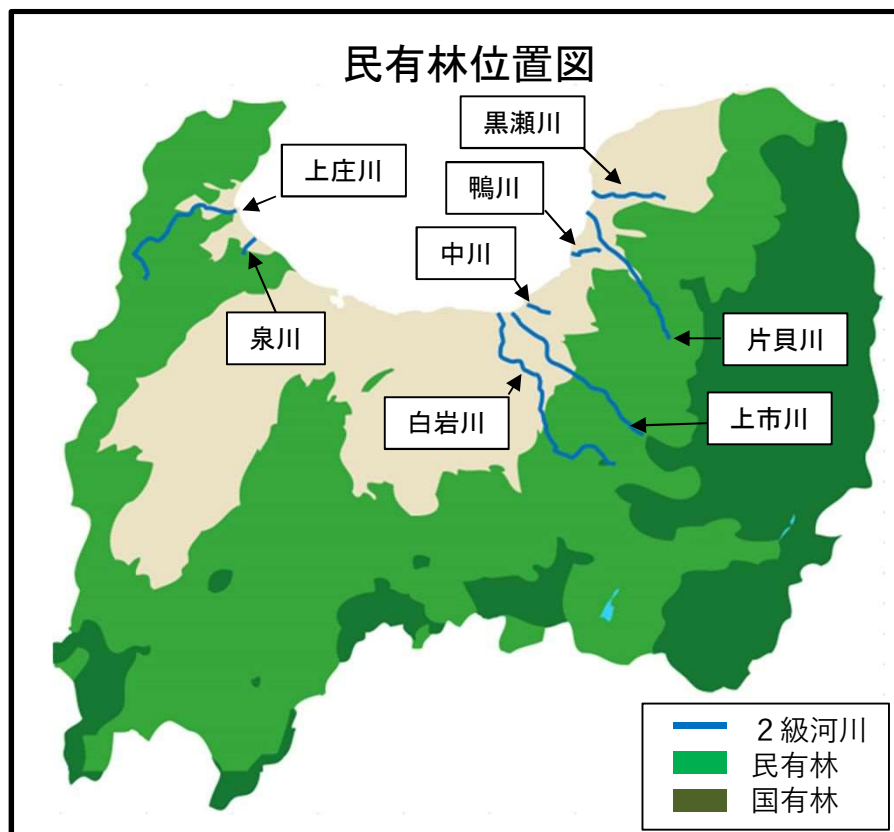 民有林位置図
黒瀬川
上庄川
鴨川
中川
泉川
片貝川
白岩川
上市川
２級河川
民有林
国有林